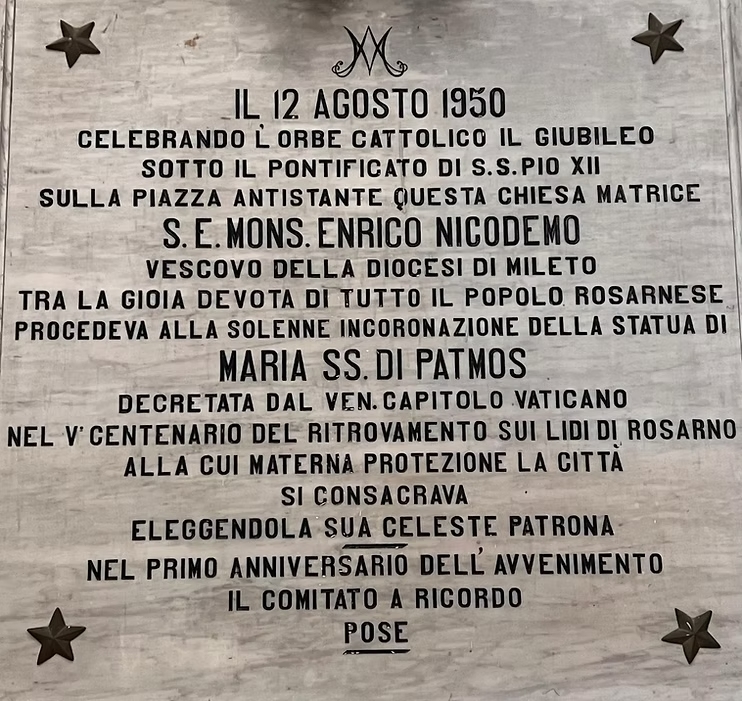 IL 12 AGOSTO 1950
CELEBRANDO L'ORBE CATTOLICO IL GIUBILEO
SOTTO IL PONTIFICATO DI S.S.PIO XII
SULLA PIAZZA ANTISTANTE QUESTA CHIESA MATRICE
S.E.MONS. ENRICO NICODEMO
VESCOVO DELLA DIOCESI DI MILETO
TRA LA GIOIA DEVOTA DI TUTTO IL POPOLO ROSARNESE
PROCEDEVA ALLA SOLENNE INCORONAZIONE DELLA STATUA DI
MARIA SS. DI PATMOS
DECRETATA DAL VEN. CAPITOLO VATICANO
NEL V° CENTENARIO DEL RITROVAMENTO SUI LIDI DI ROSARNO
ALLA CUI MATERNA PROTEZIONE LA CITTÀ
SI CONSACRAVA
ELEGGENDOLA SUA CELESTE PATRONA
NEL PRIMO ANNIVERSARIO DELL'AVVENIMENTO
IL COMITATO A RICORDO
POSE